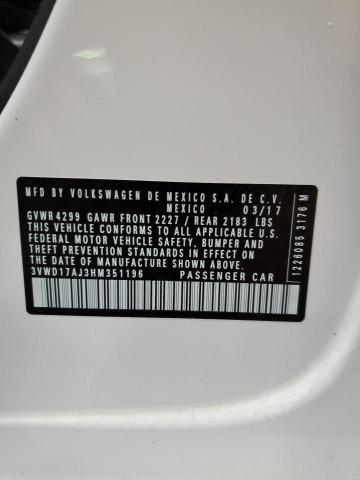 MFD BY VOLKSWAGEN DE MEXICO S.A. DE C.V.
MEXICO 03/17
GVWR 4299 GAWR FRONT 2227 / REAR 2183 LBS
THIS VEHICLE CONFORMS TO ALL APPLICABLE U.S.
FEDERAL MOTOR VEHICLE SAFETY, BUMPER AND
THEFT PREVENTION STANDARDS IN EFFECT ON
THE DATE OF MANUFACTURE SHOWN ABOVE.
3VWD17AJ3HM351196 PASSENGER CAR
1226085 3176 M